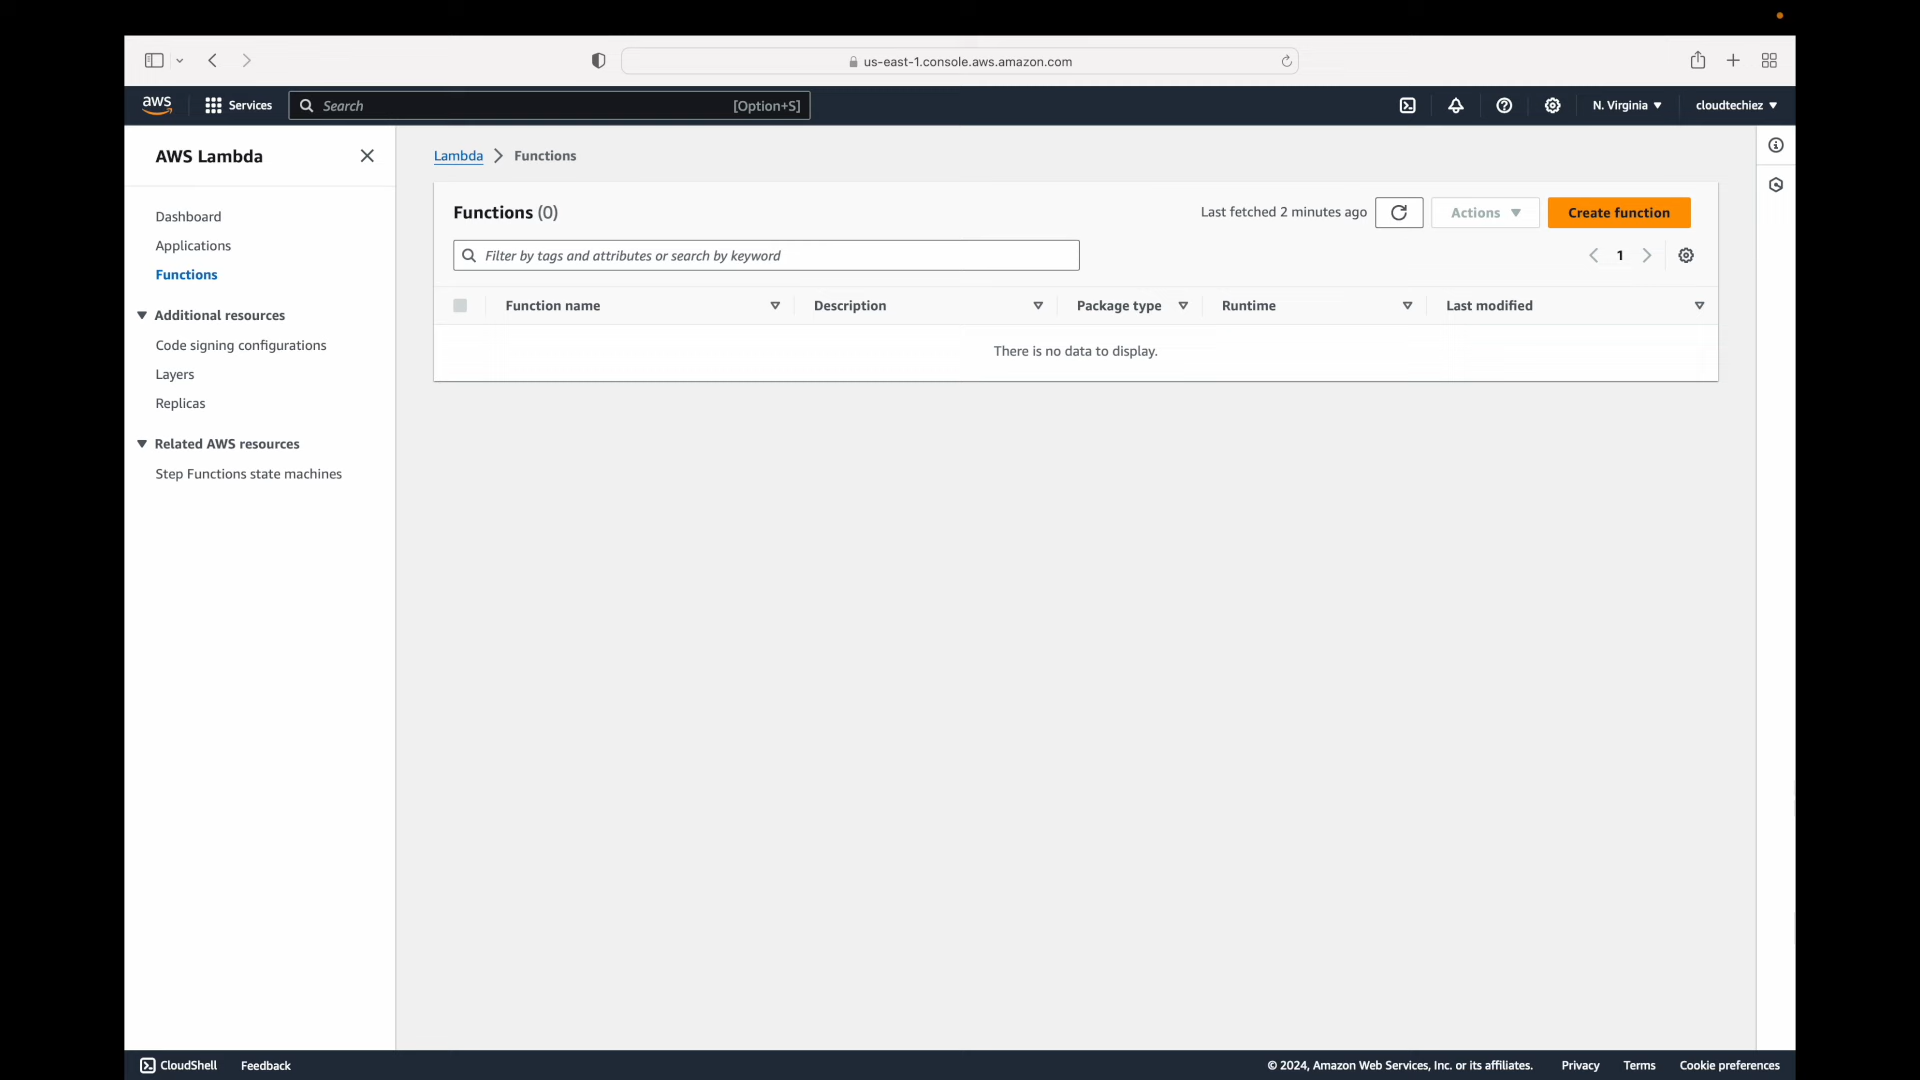 us-east-1.console.aws.amazon.com
aws
Services
Search
[Option+S]
N. Virginia
cloudtechiez
AWS Lambda
Dashboard
Applications
Functions
Additional resources
Code signing configurations
Layers
Replicas
Related AWS resources
Step Functions state machines
Lambda
Functions
Functions (0)
Last fetched 2 minutes ago
Actions
Create function
Filter by tags and attributes or search by keyword
1
Function name
Description
Package type
Runtime
Last modified
There is no data to display.
CloudShell
Feedback
© 2024, Amazon Web Services, Inc. or its affiliates.
Privacy
Terms
Cookie preferences